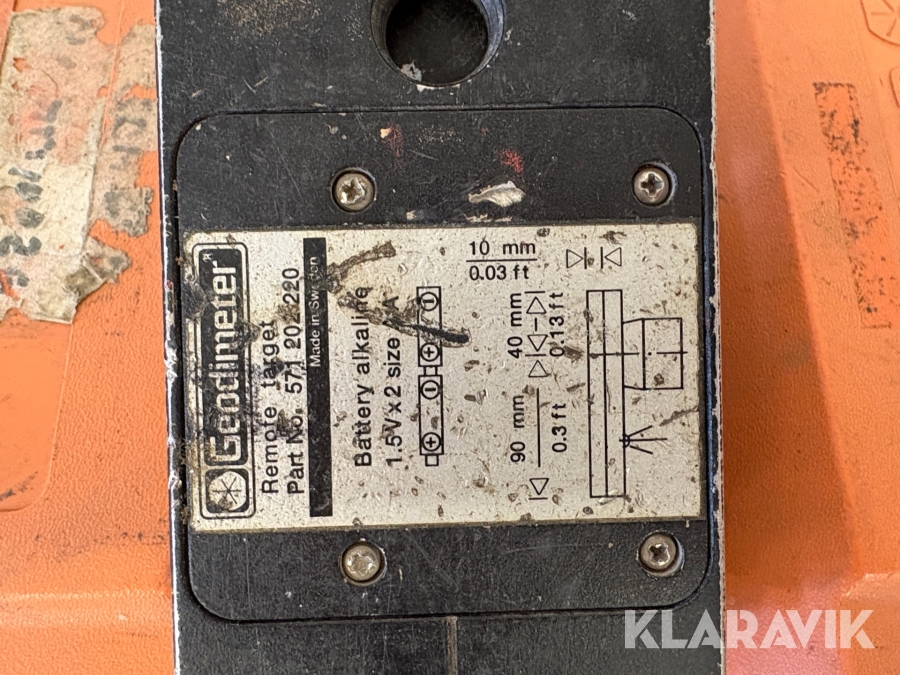 Geodimeter®
Remote target
Part No. 571 20 220
Made in Sweden
Battery alkaline
1.5V x 2 size AA
90 mm
0.3 ft
40 mm
0.13 ft
10 mm
0.03 ft
KLARAVIK